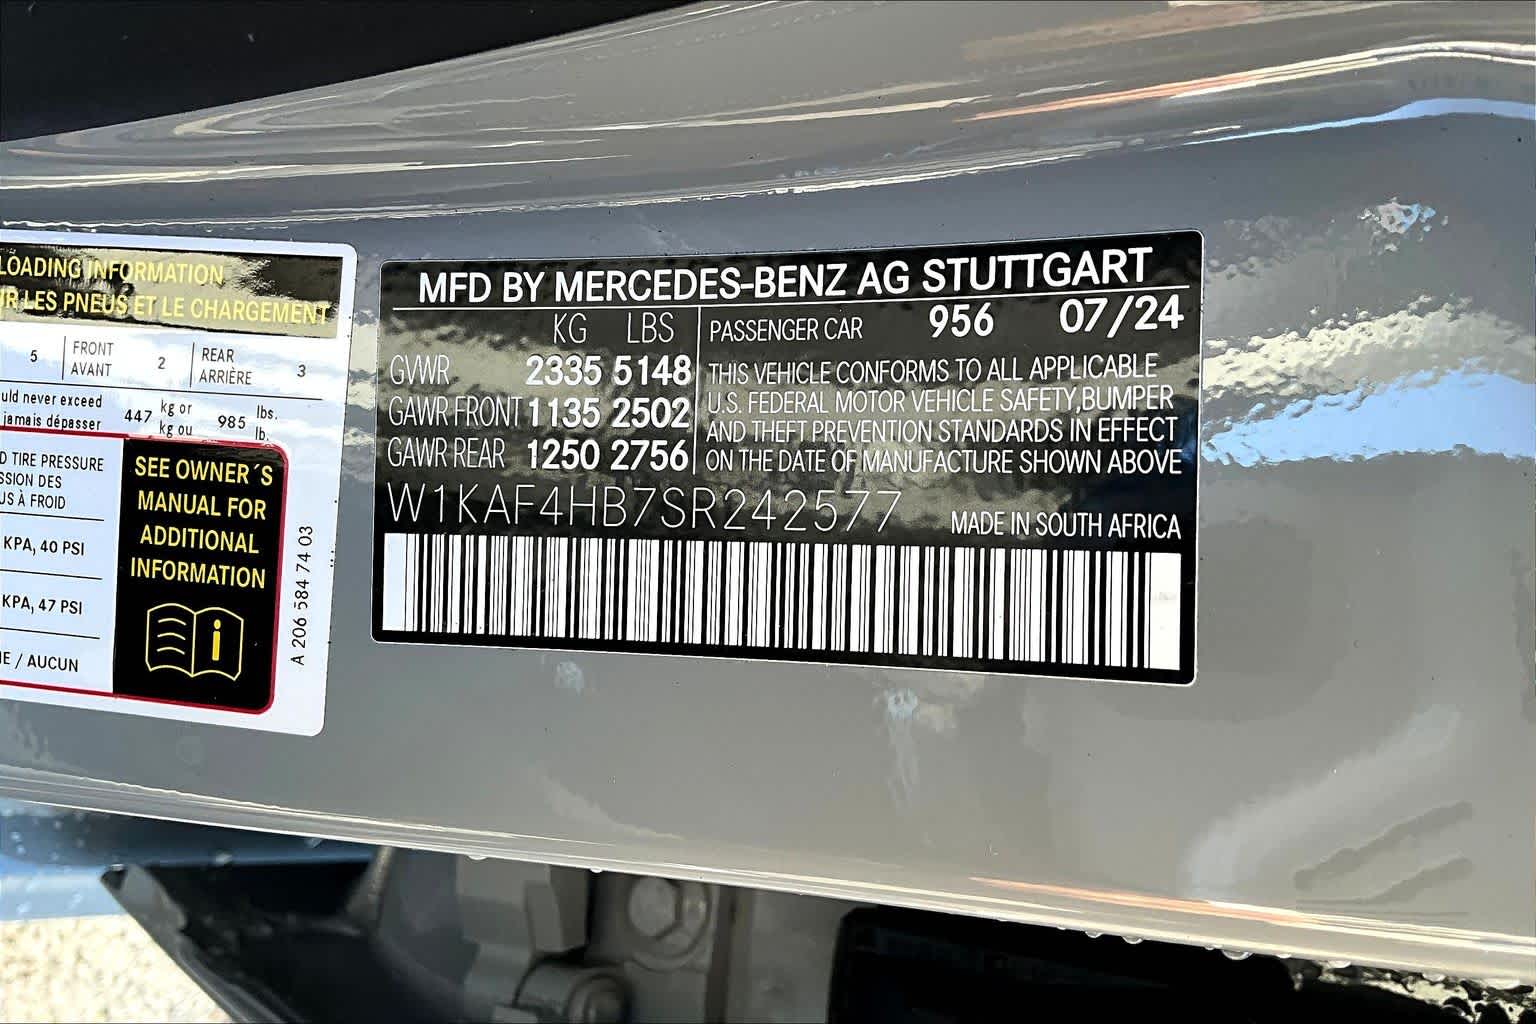 LOADING INFORMATION
R LES PNEUS ET LE CHARGEMENT
5 FRONT AVANT 2 REAR ARRIÈRE 3
uld never exceed
jamais dépasser 447 kg or kg ou 985 lbs. lb.
D TIRE PRESSURE
SSION DES
US À FROID
KPA, 40 PSI
KPA, 47 PSI
NE / AUCUN
SEE OWNER´S
MANUAL FOR
ADDITIONAL
INFORMATION
i
A 206 584 74 03
MFD BY MERCEDES-BENZ AG STUTTGART
KG LBS
GVWR 2335 5148
GAWR FRONT 1135 2502
GAWR REAR 1250 2756
PASSENGER CAR 956 07/24
THIS VEHICLE CONFORMS TO ALL APPLICABLE
U.S. FEDERAL MOTOR VEHICLE SAFETY,BUMPER
AND THEFT PREVENTION STANDARDS IN EFFECT
ON THE DATE OF MANUFACTURE SHOWN ABOVE
W1KAF4HB7SR242577
MADE IN SOUTH AFRICA